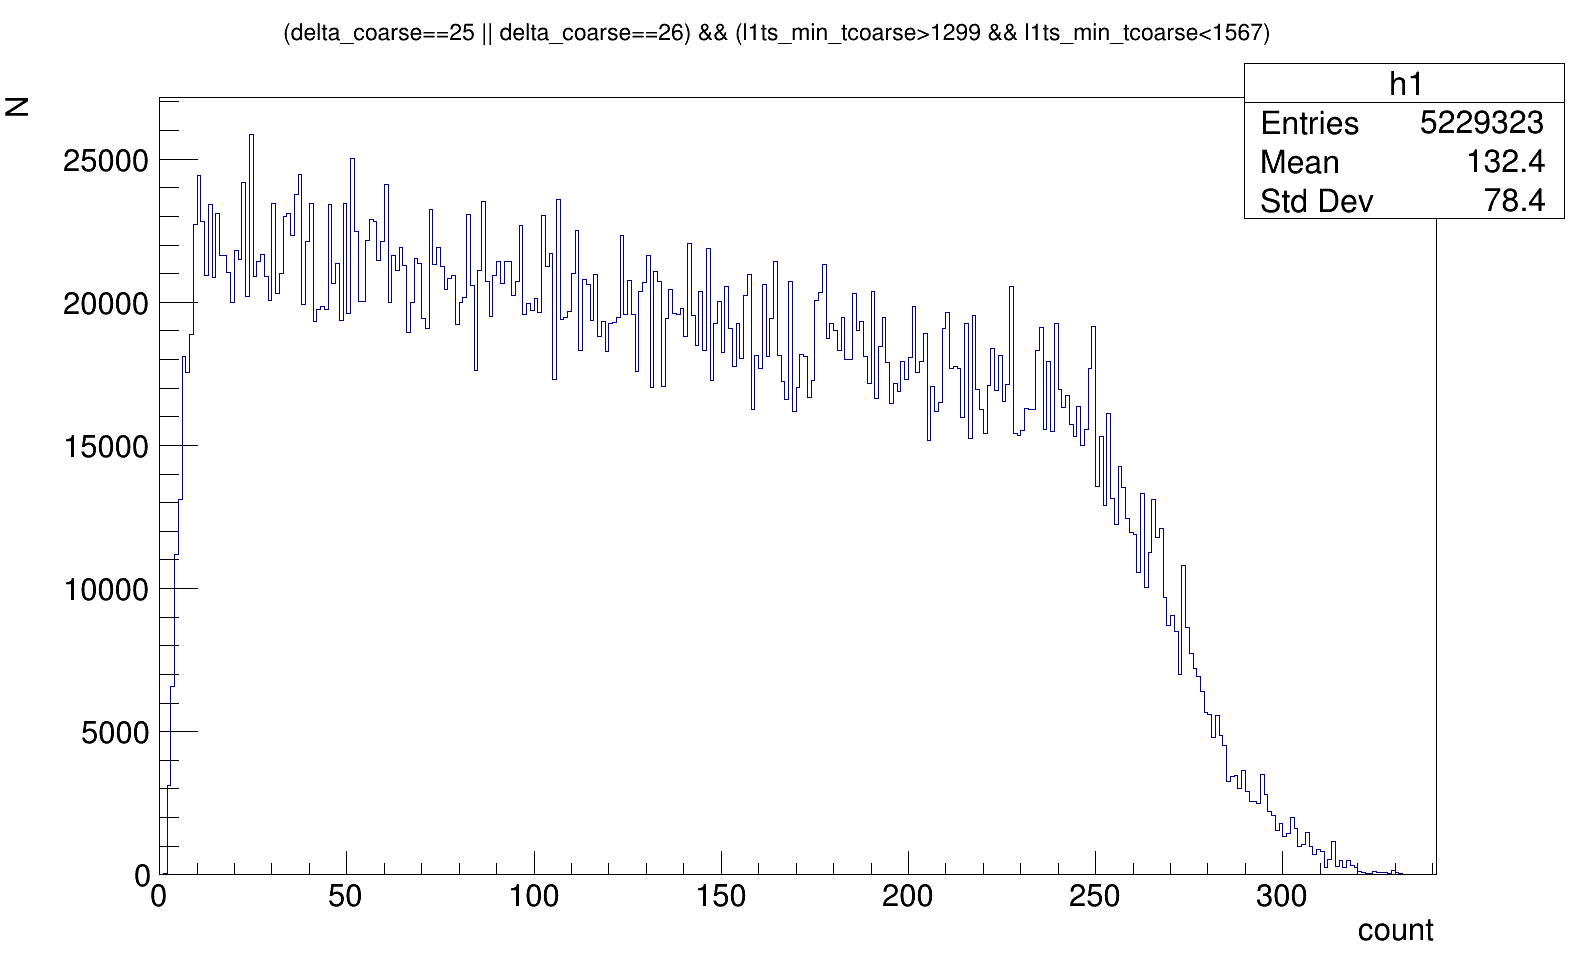 (delta_coarse==25 || delta_coarse==26) && (l1ts_min_tcoarse>1299 && l1ts_min_tcoarse<1567)
h1
Entries 5229323
Mean 132.4
Std Dev 78.4
N
25000
20000
15000
10000
5000
0
0 50 100 150 200 250 300
count